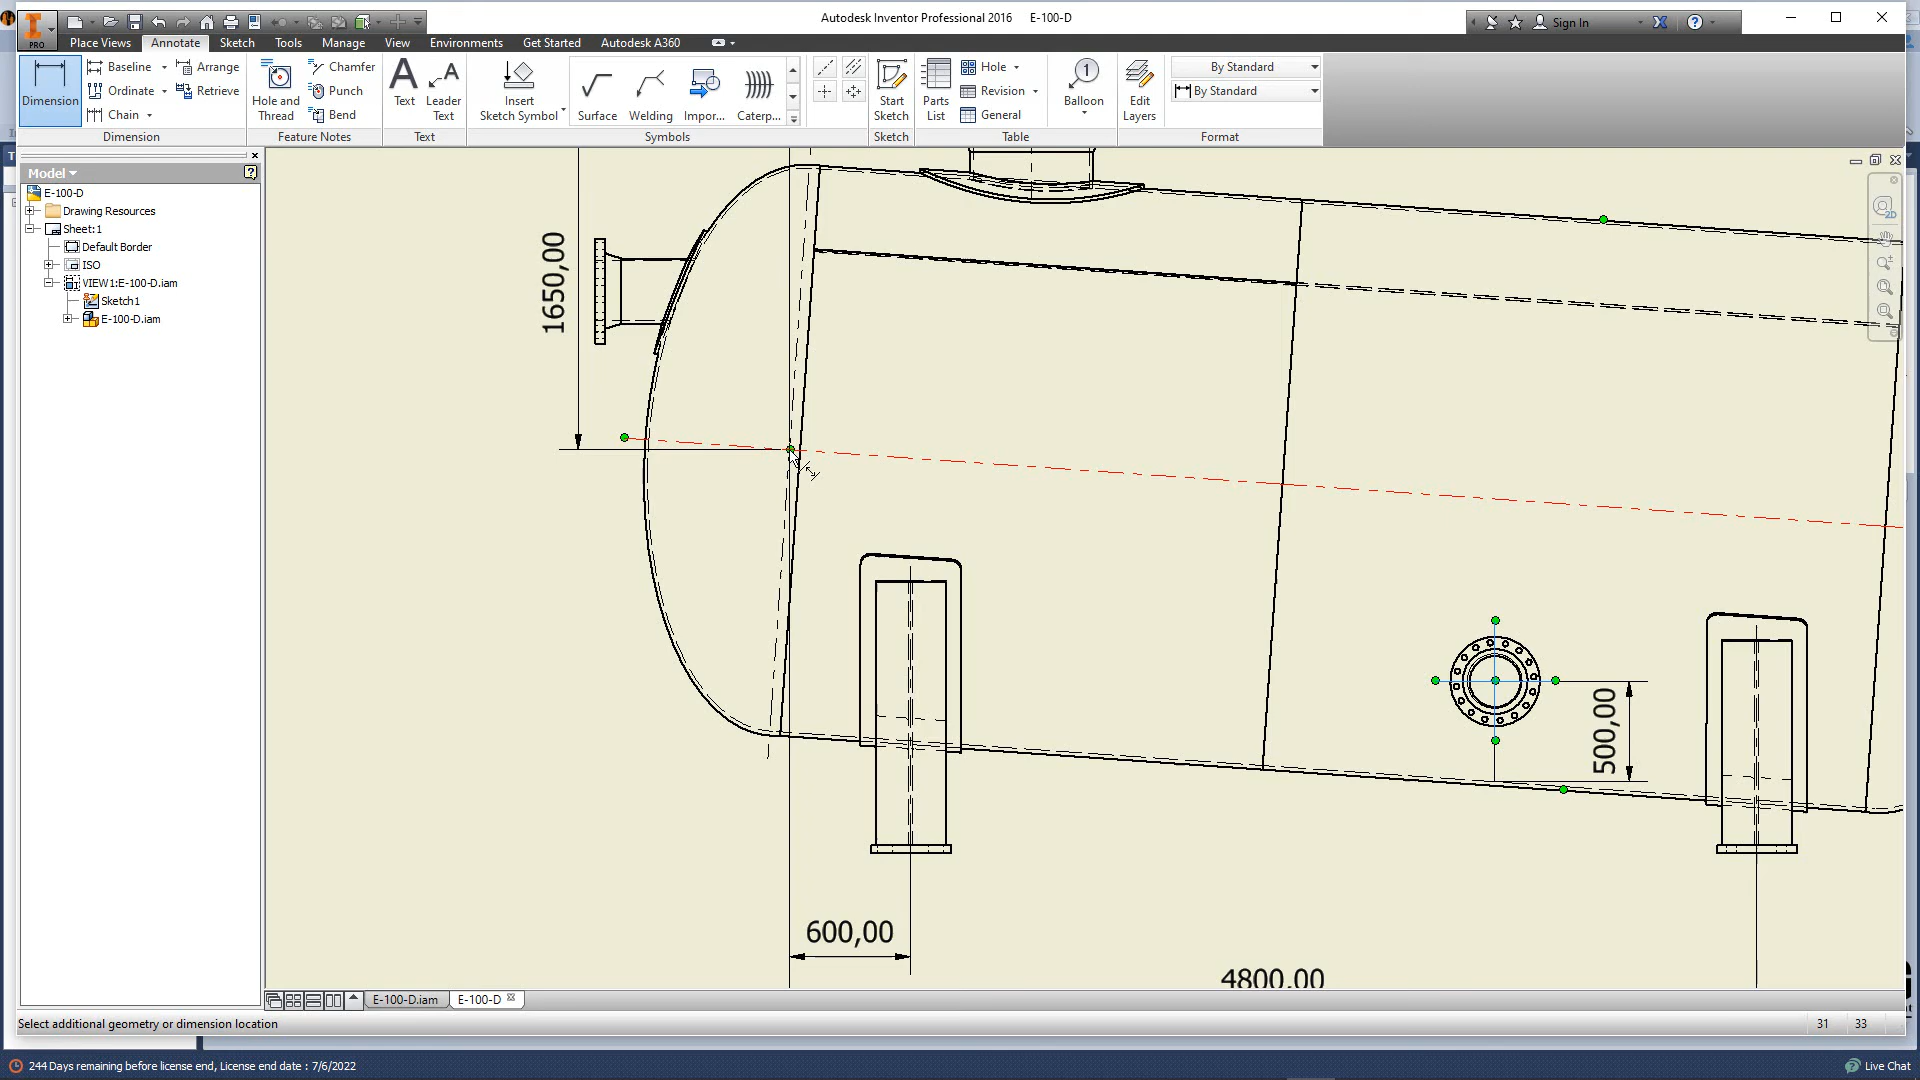 Autodesk Inventor Professional 2016 E-100-D
Sign In
PRO
Place Views Annotate Sketch Tools Manage View Environments Get Started Autodesk A360
Dimension
Baseline
Ordinate
Chain
Arrange
Retrieve
Dimension
Hole and
Thread
Chamfer
Punch
Bend
Feature Notes
Text
Leader
Text
Text
Insert
Sketch Symbol
Surface
Welding
Impor...
Caterp...
Symbols
Start
Sketch
Sketch
Parts
List
Hole
Revision
General
Table
Balloon
1
Edit
Layers
By Standard
By Standard
Format
Model
E-100-D
Drawing Resources
Sheet:1
Default Border
ISO
VIEW1:E-100-D.iam
Sketch1
E-100-D.iam
2D
1650,00
500,00
600,00
4800,00
E-100-D.iam
E-100-D
Select additional geometry or dimension location
31 33
244 Days remaining before license end, License end date : 7/6/2022
Live Chat